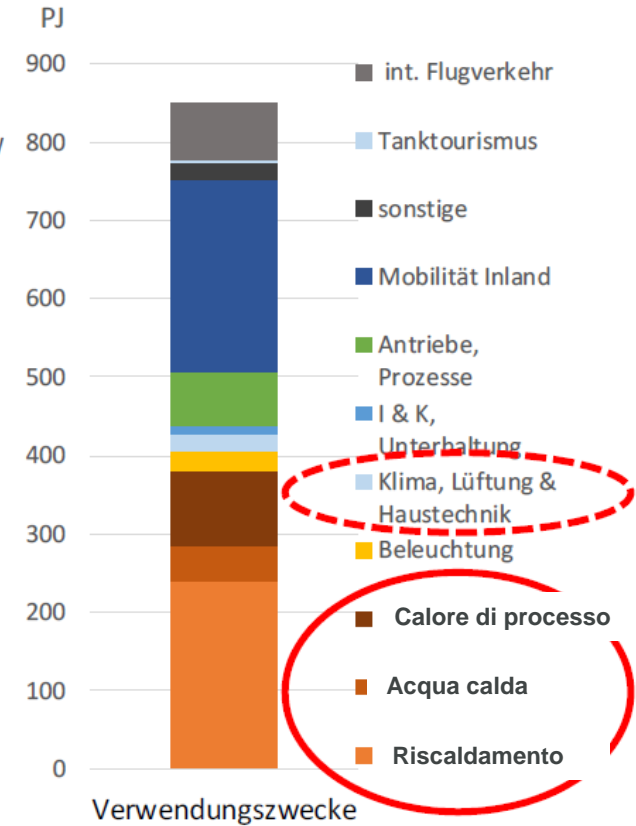 PJ
900
800
700
600
500
400
300
200
100
0
Verwendungszwecke
int. Flugverkehr
Tanktourismus
sonstige
Mobilität Inland
Antriebe,
Prozesse
I & K,
Unterhaltung
Klima, Lüftung &
Haustechnik
Beleuchtung
Calore di processo
Acqua calda
Riscaldamento